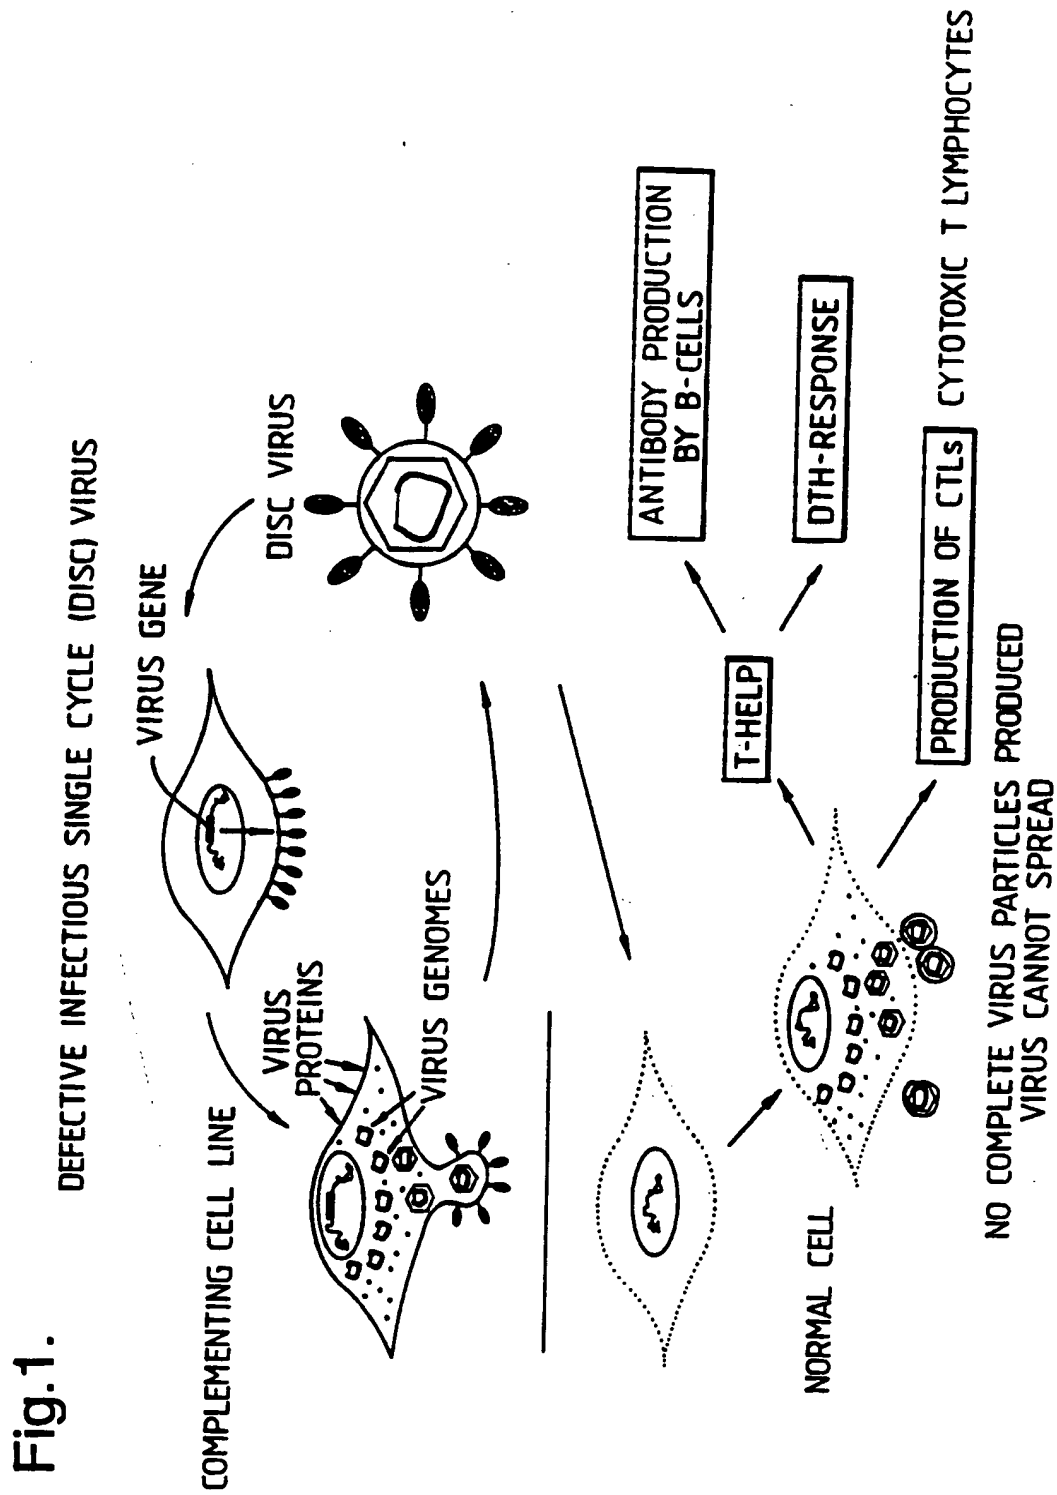 Fig.1.
DEFECTIVE INFECTIOUS SINGLE CYCLE (DISC) VIRUS
COMPLEMENTING CELL LINE
VIRUS GENE
VIRUS
PROTEINS
DISC VIRUS
VIRUS GENOMES
NORMAL CELL
T-HELP
ANTIBODY PRODUCTION
BY B-CELLS
DTH-RESPONSE
PRODUCTION OF CTLs CYTOTOXIC T LYMPHOCYTES
NO COMPLETE VIRUS PARTICLES PRODUCED
VIRUS CANNOT SPREAD